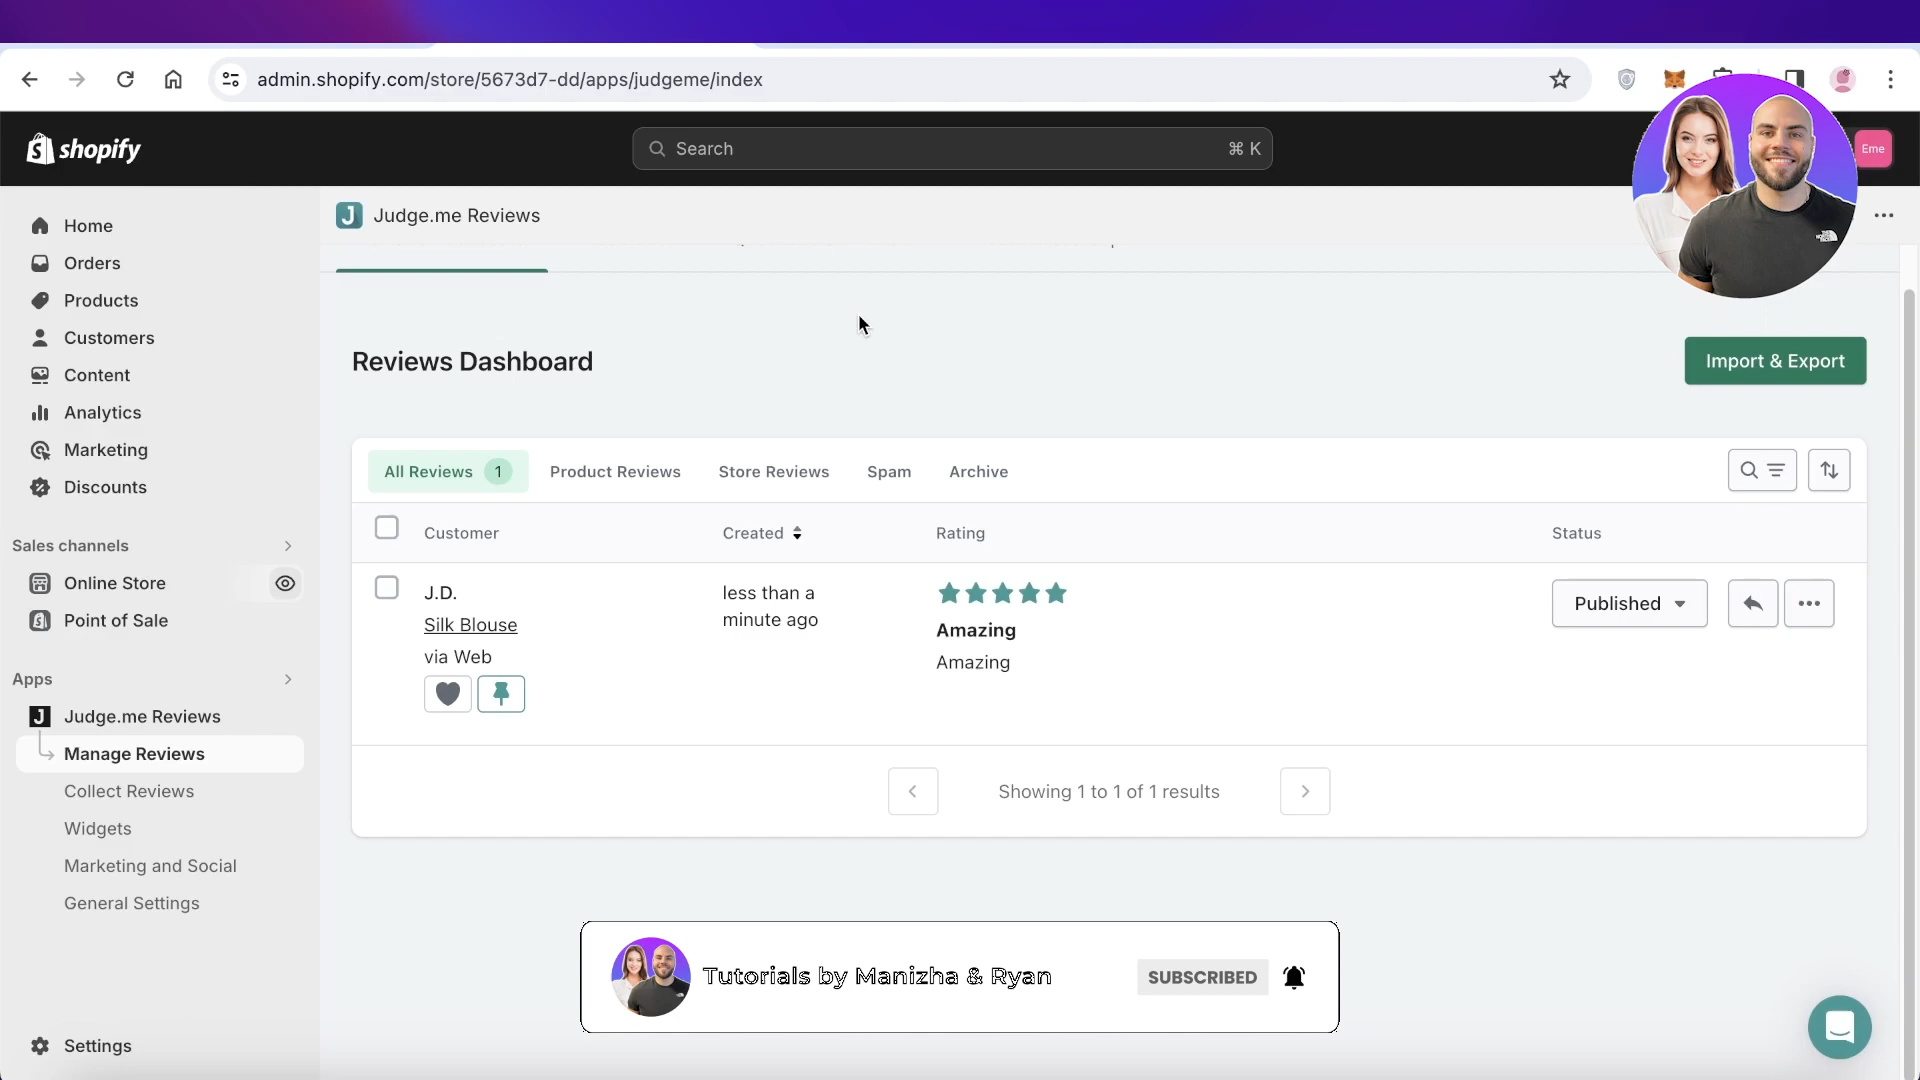 admin.shopify.com/store/5673d7-dd/apps/judgeme/index
shopify
Search
⌘ K
Eme
Home
Orders
Products
Customers
Content
Analytics
Marketing
Discounts
Sales channels
Online Store
Point of Sale
Apps
Judge.me Reviews
Manage Reviews
Collect Reviews
Widgets
Marketing and Social
General Settings
Settings
Judge.me Reviews
Reviews Dashboard
Import & Export
All Reviews 1
Product Reviews
Store Reviews
Spam
Archive
Customer
Created
Rating
Status
J.D.
Silk Blouse
via Web
less than a
minute ago
Amazing
Amazing
Published
Showing 1 to 1 of 1 results
Tutorials by Manizha & Ryan
SUBSCRIBED